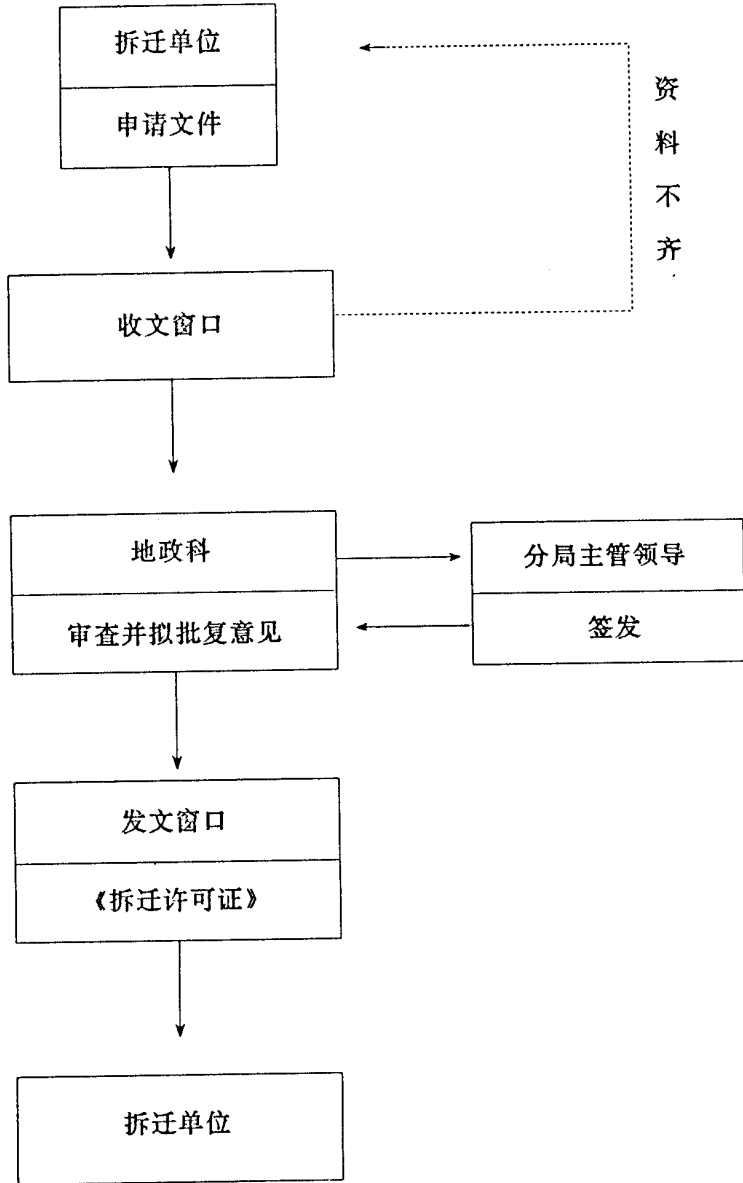 拆迁单位
申请文件
资料不齐
收文窗口
地政科
审查并拟批复意见
分局主管领导
签发
发文窗口
《拆迁许可证》
拆迁单位